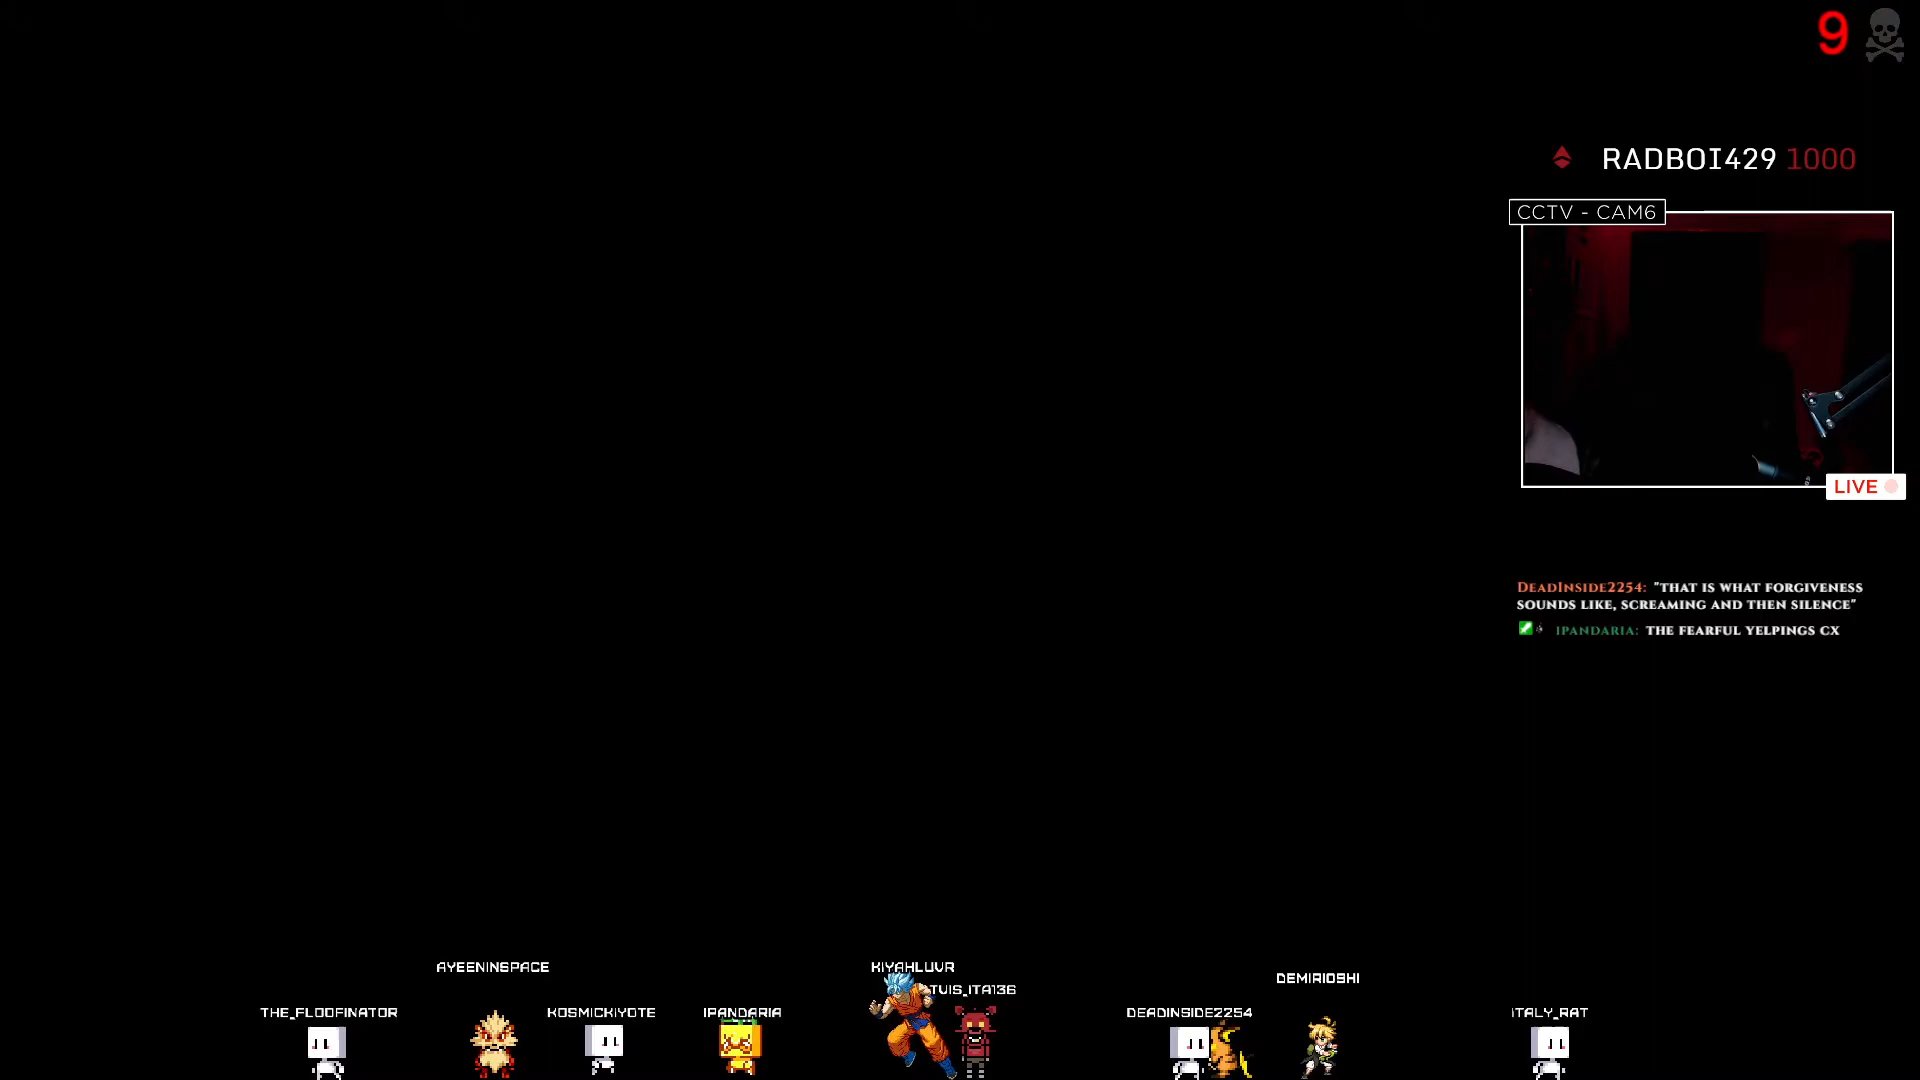 9
RADBOI429 1000
CCTV - CAM6
LIVE
DEADINSIDE2254: "THAT IS WHAT FORGIVENESS
SOUNDS LIKE, SCREAMING AND THEN SILENCE"
IPANDARIA: THE FEARFUL YELPINGS CX
AYEENINSPACE
KIYAHLUVR
DEMIRIOSHI
TUIS_ITA136
THE_FLOOFINATOR
KOSMICKIYOTE
IPANDARIA
DEADINSIDE2254
ITALY_RAT